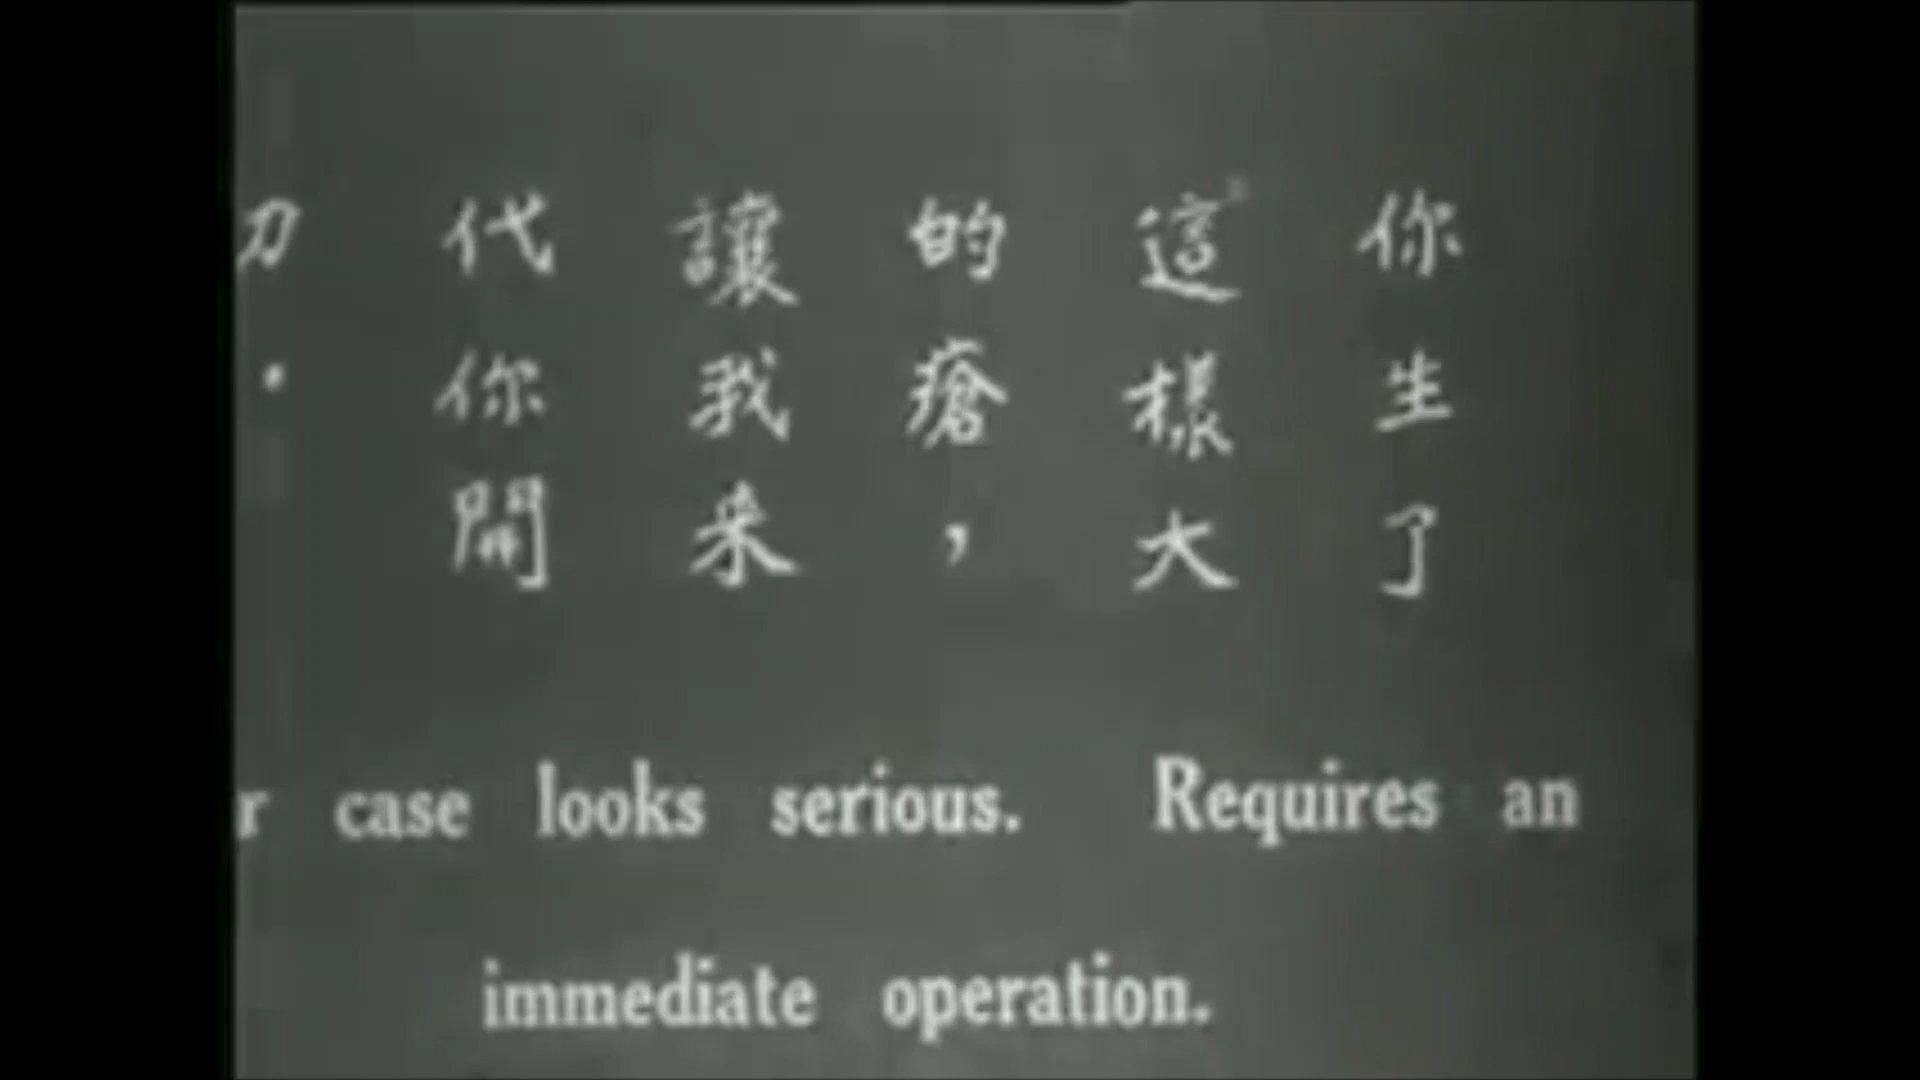 你生了
這樣大
的瘡，
讓我来
代你開
刀．
r case looks serious. Requires an
immediate operation.